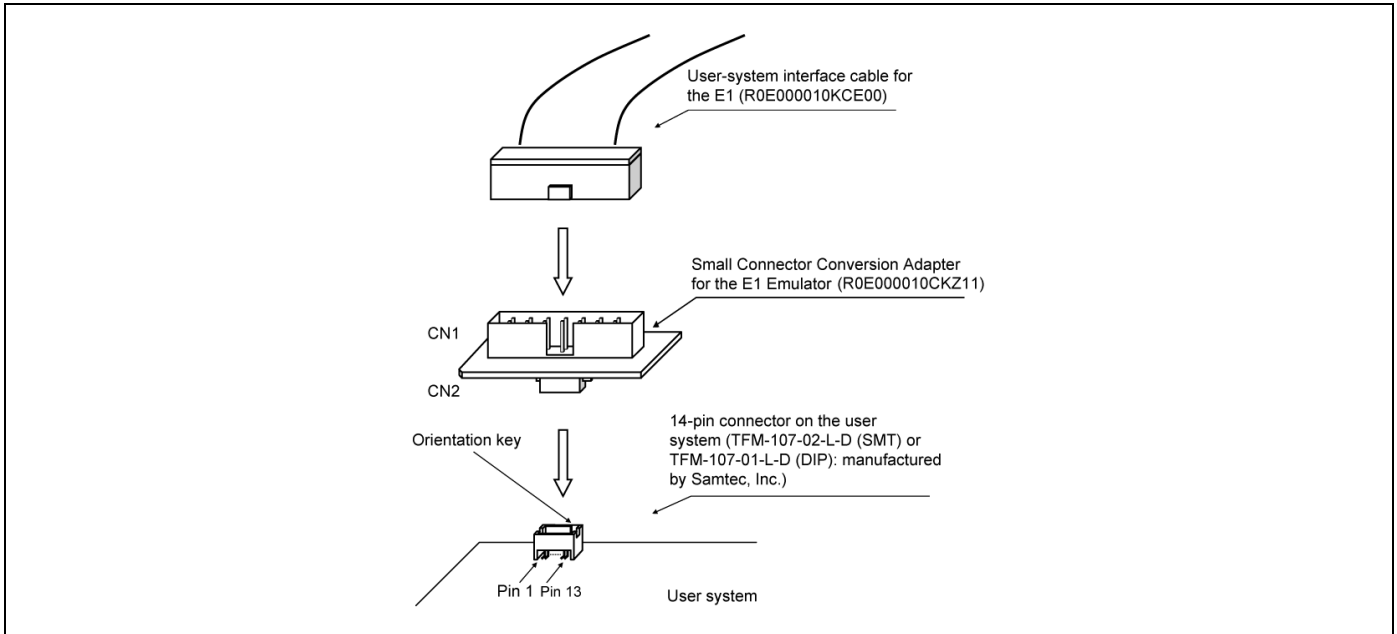 User-system interface cable for
the E1 (R0E000010KCE00)
Small Connector Conversion Adapter
for the E1 Emulator (R0E000010CKZ11)
CN1
CN2
14-pin connector on the user
system (TFM-107-02-L-D (SMT) or
TFM-107-01-L-D (DIP): manufactured
by Samtec, Inc.)
Orientation key
Pin 1 Pin 13
User system